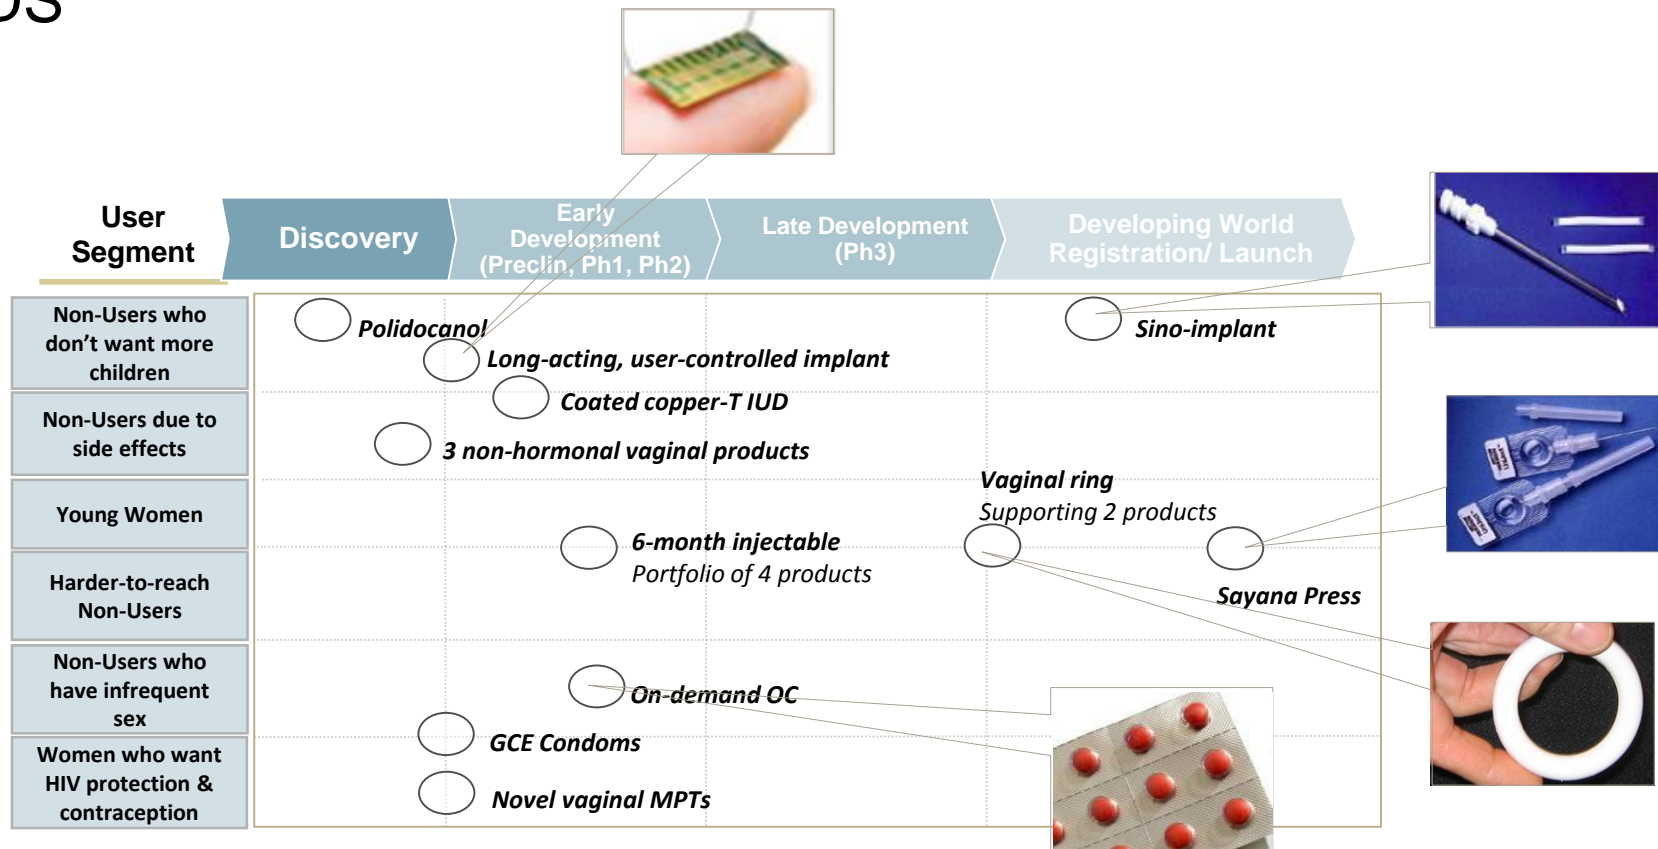 User
Segment
Discovery
Early
Development
(Preclin, Ph1, Ph2)
Late Development
(Ph3)
Developing World
Registration/ Launch
Non-Users who
don’t want more
children
Polidocanol
Long-acting, user-controlled implant
Sino-implant
Coated copper-T IUD
Non-Users due to
side effects
3 non-hormonal vaginal products
Young Women
Vaginal ring
Supporting 2 products
6-month injectable
Portfolio of 4 products
Harder-to-reach
Non-Users
Sayana Press
Non-Users who
have infrequent
sex
On-demand OC
GCE Condoms
Women who want
HIV protection &
contraception
Novel vaginal MPTs